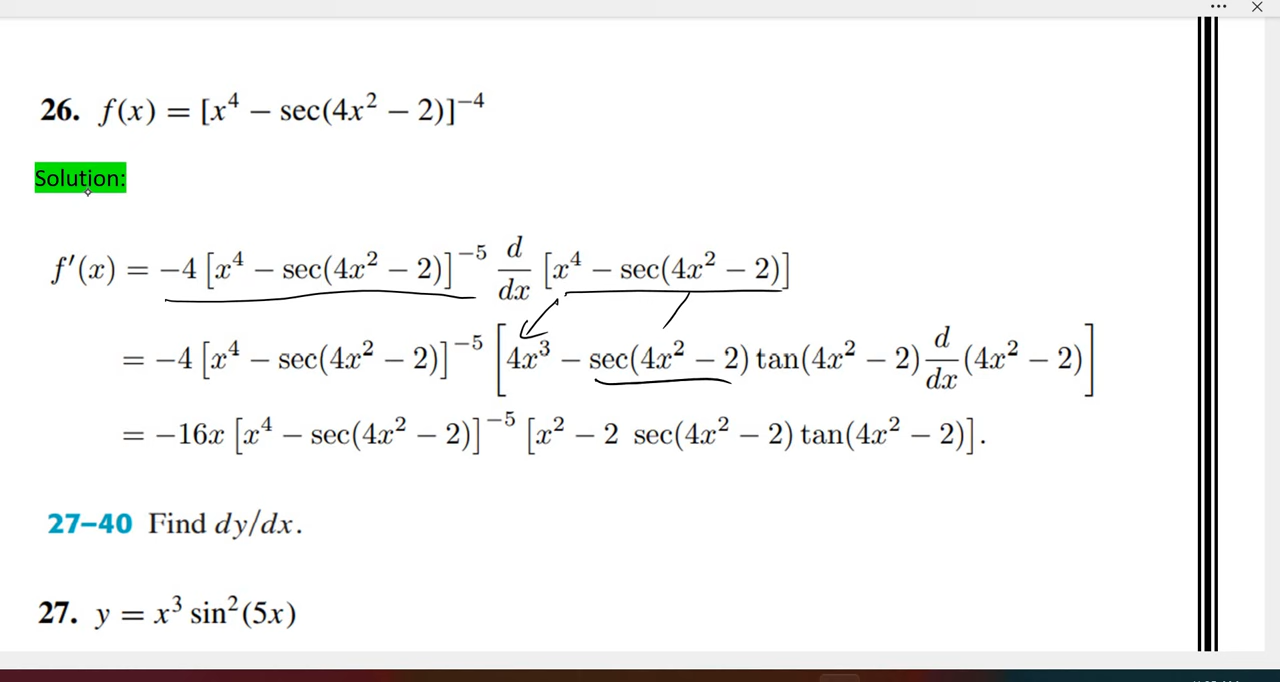 26. f(x) = [x⁴ − sec(4x² − 2)]⁻⁴
Solution:
f′(x) = −4 [x⁴ − sec(4x² − 2)]⁻⁵ d/dx [x⁴ − sec(4x² − 2)]
= −4 [x⁴ − sec(4x² − 2)]⁻⁵ [4x³ − sec(4x² − 2) tan(4x² − 2) d/dx (4x² − 2)]
= −16x [x⁴ − sec(4x² − 2)]⁻⁵ [x² − 2 sec(4x² − 2) tan(4x² − 2)].
27–40 Find dy/dx.
27. y = x³ sin²(5x)